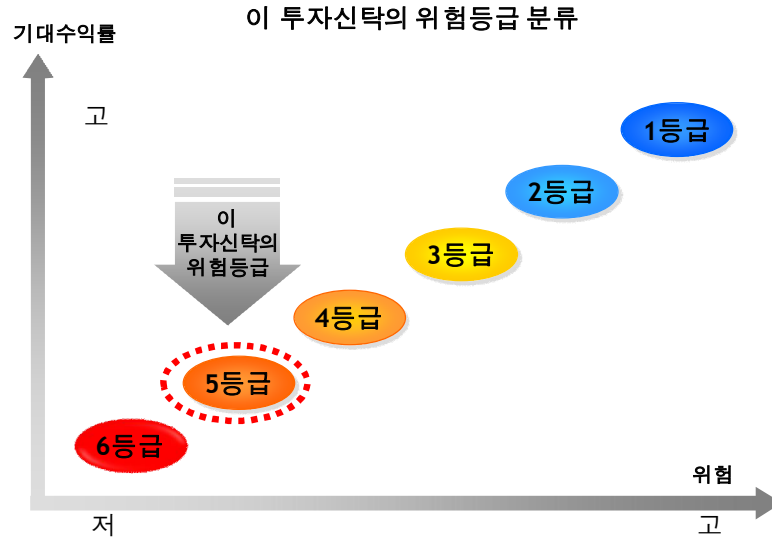 이 투자신탁의 위험등급 분류
기대수익률
고
1등급
2등급
이
투자신탁의
위험등급
3등급
4등급
5등급
6등급
위험
저
고